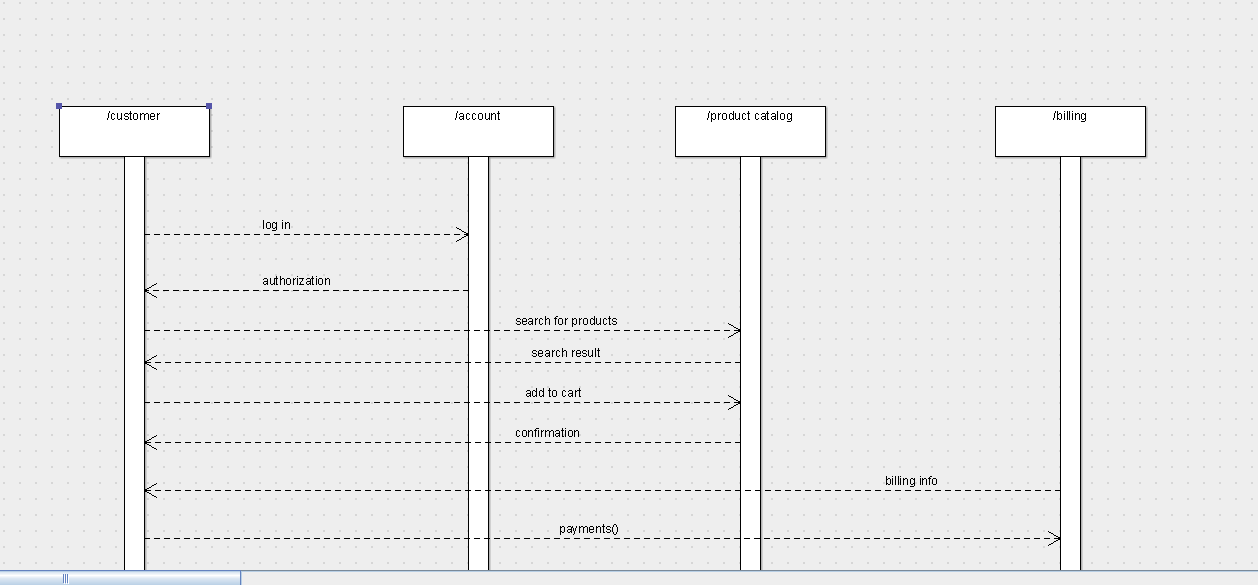 /customer
/account
/product catalog
/billing
log in
authorization
search for products
search result
add to cart
confirmation
billing info
payments()